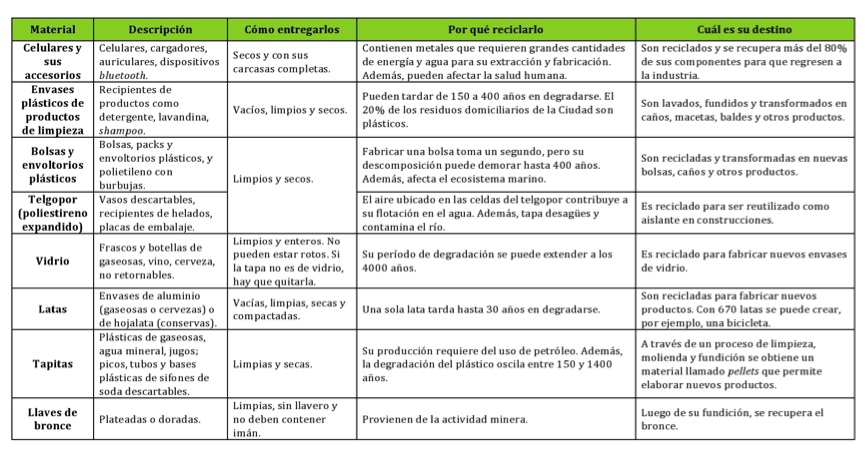 Material Descripción Cómo entregarlos Por qué reciclarlo Cuál es su destino
Celulares y
sus
accesorios
Celulares, cargadores,
auriculares, dispositivos
bluetooth.
Secos y con sus
carcasas completas.
Contienen metales que requieren grandes cantidades
de energía y agua para su extracción y fabricación.
Además, pueden afectar la salud humana.
Son reciclados y se recupera más del 80%
de sus componentes para que regresen a
la industria.
Envases
plásticos de
productos
de limpieza
Recipientes de
productos como
detergente, lavandina,
shampoo.
Vacíos, limpios y secos.
Pueden tardar de 150 a 400 años en degradarse. El
20% de los residuos domiciliarios de la Ciudad son
plásticos.
Son lavados, fundidos y transformados en
caños, macetas, baldes y otros productos.
Bolsas y
envoltorios
plásticos
Bolsas, packs y
envoltorios plásticos, y
polietileno con
burbujas.
Limpios y secos.
Fabricar una bolsa toma un segundo, pero su
descomposición puede demorar hasta 400 años.
Además, afecta el ecosistema marino.
Son recicladas y transformadas en nuevas
bolsas, caños y otros productos.
Telgopor
(poliestireno
expandido)
Vasos descartables,
recipientes de helados,
placas de embalaje.
El aire ubicado en las celdas del telgopor contribuye a
su flotación en el agua. Además, tapa desagües y
contamina el río.
Es reciclado para ser reutilizado como
aislante en construcciones.
Vidrio
Frascos y botellas de
gaseosas, vino, cerveza,
no retornables.
Limpios y enteros. No
pueden estar rotos. Si
la tapa no es de vidrio,
hay que quitarla.
Su período de degradación se puede extender a los
4000 años.
Es reciclado para fabricar nuevos envases
de vidrio.
Latas
Envases de aluminio
(gaseosas o cervezas) o
de hojalata (conservas).
Vacías, limpias, secas y
compactadas.
Una sola lata tarda hasta 30 años en degradarse.
Son recicladas para fabricar nuevos
productos. Con 670 latas se puede crear,
por ejemplo, una bicicleta.
Tapitas
Plásticas de gaseosas,
agua mineral, jugos;
picos, tubos y bases
plásticas de sifones de
soda descartables.
Limpias y secas.
Su producción requiere del uso de petróleo. Además,
la degradación del plástico oscila entre 150 y 1400
años.
A través de un proceso de limpieza,
molienda y fundición se obtiene un
material llamado pellets que permite
elaborar nuevos productos.
Llaves de
bronce
Plateadas o doradas.
Limpias, sin llavero y
no deben contener
imán.
Provienen de la actividad minera.
Luego de su fundición, se recupera el
bronce.